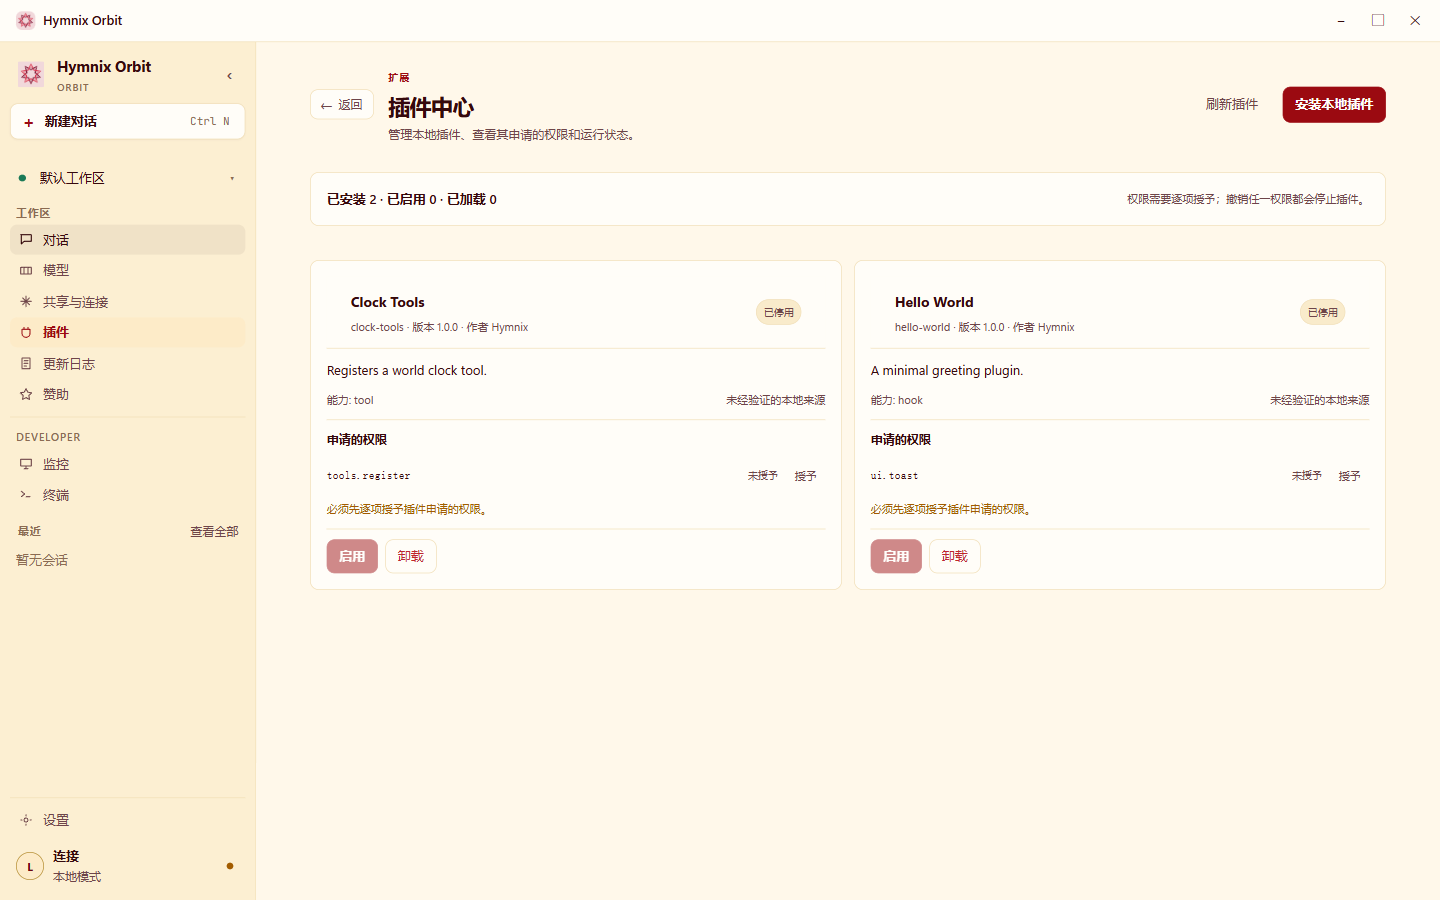 Hymnix Orbit
Hymnix Orbit
ORBIT
+ 新建对话 Ctrl N
默认工作区
工作区
对话
模型
共享与连接
插件
更新日志
赞助
DEVELOPER
监控
终端
最近 查看全部
暂无会话
设置
L
连接
本地模式
← 返回
扩展
插件中心
管理本地插件、查看其申请的权限和运行状态。
刷新插件
安装本地插件
已安装 2 · 已启用 0 · 已加载 0
权限需要逐项授予；撤销任一权限都会停止插件。
Clock Tools
clock-tools · 版本 1.0.0 · 作者 Hymnix
已停用
Registers a world clock tool.
能力: tool 未经验证的本地来源
申请的权限
tools.register 未授予 授予
必须先逐项授予插件申请的权限。
启用 卸载
Hello World
hello-world · 版本 1.0.0 · 作者 Hymnix
已停用
A minimal greeting plugin.
能力: hook 未经验证的本地来源
申请的权限
ui.toast 未授予 授予
必须先逐项授予插件申请的权限。
启用 卸载